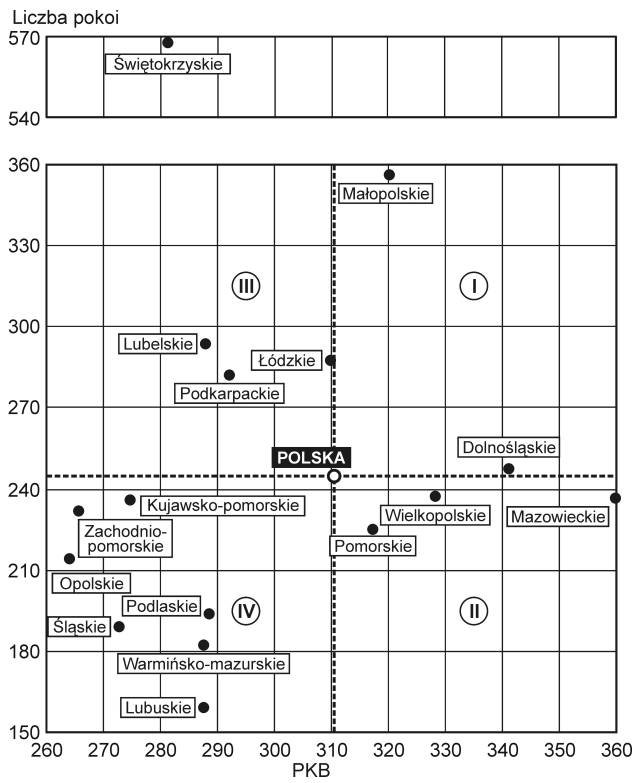 Liczba pokoi
570
Świętokrzyskie
540
360
Małopolskie
330
III
I
300
Lubelskie
Łódzkie
Podkarpackie
270
Dolnośląskie
POLSKA
240
Kujawsko-pomorskie
Wielkopolskie
Mazowieckie
Zachodnio-
pomorskie
Pomorskie
210
Opolskie
Podlaskie
IV
II
Śląskie
180
Warmińsko-mazurskie
Lubuskie
150
260 270 280 290 300 310 320 330 340 350 360
PKB